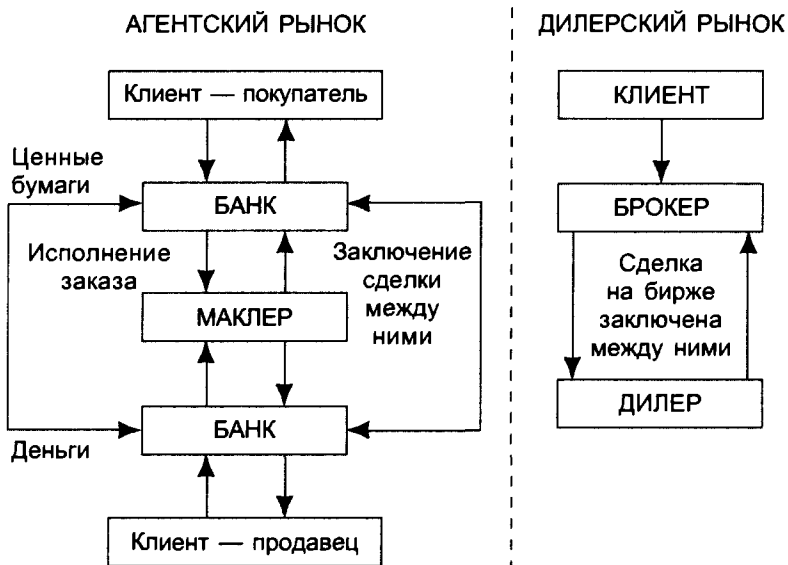 АГЕНТСКИЙ РЫНОК
Клиент — покупатель
Ценные
бумаги
БАНК
Исполнение
заказа
Заключение
сделки
между
ними
МАКЛЕР
БАНК
Деньги
Клиент — продавец
ДИЛЕРСКИЙ РЫНОК
КЛИЕНТ
БРОКЕР
Сделка
на бирже
заключена
между ними
ДИЛЕР